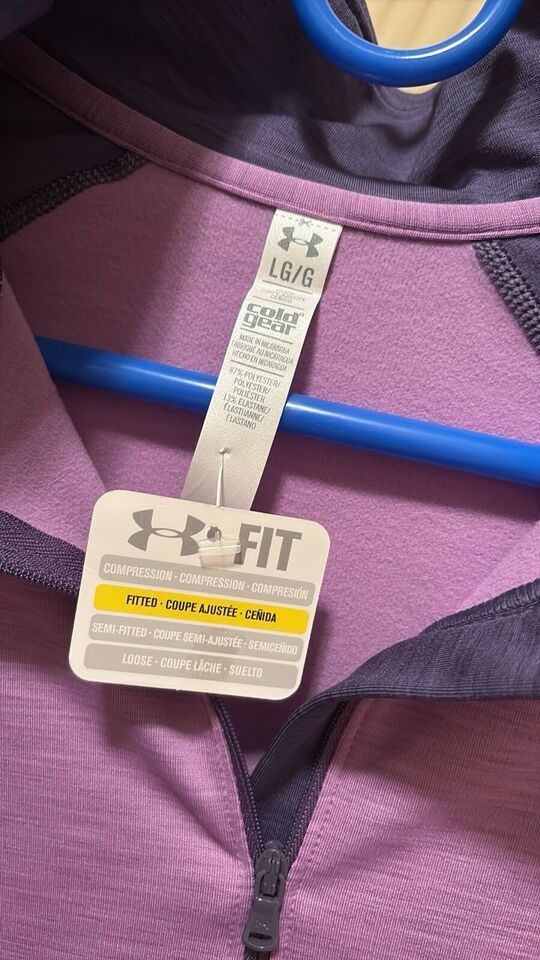 LG/G
cold
gear
MADE IN NICARAGUA
FABRIQUÉ AU NICARAGUA
HECHO EN NICARAGUA
87% POLYESTER/
POLYESTER/
POLIÉSTER
13% ELASTANE/
ÉLASTHANNE/
ELASTANO
FIT
COMPRESSION · COMPRESSION · COMPRESIÓN
FITTED · COUPE AJUSTÉE · CEÑIDA
SEMI-FITTED · COUPE SEMI-AJUSTÉE · SEMICEÑIDO
LOOSE · COUPE LÂCHE · SUELTO